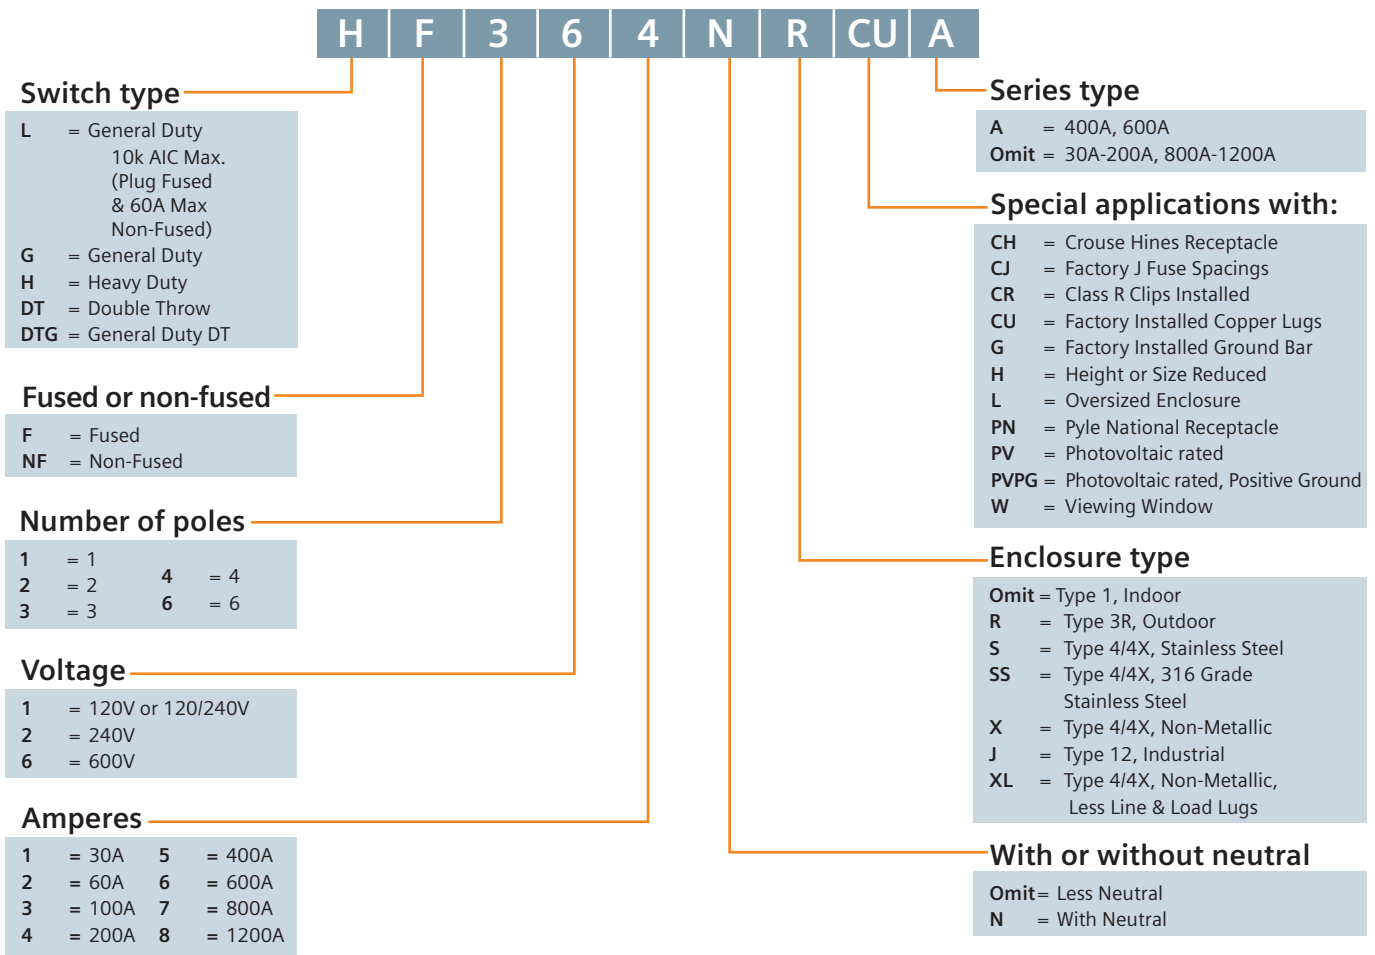 H F 3 6 4 N R CU A
Switch type
L = General Duty
10k AIC Max.
(Plug Fused
& 60A Max
Non-Fused)
G = General Duty
H = Heavy Duty
DT = Double Throw
DTG = General Duty DT
Fused or non-fused
F = Fused
NF = Non-Fused
Number of poles
1 = 1
2 = 2
3 = 3
4 = 4
6 = 6
Voltage
1 = 120V or 120/240V
2 = 240V
6 = 600V
Amperes
1 = 30A 5 = 400A
2 = 60A 6 = 600A
3 = 100A 7 = 800A
4 = 200A 8 = 1200A
Series type
A = 400A, 600A
Omit = 30A-200A, 800A-1200A
Special applications with:
CH = Crouse Hines Receptacle
CJ = Factory J Fuse Spacings
CR = Class R Clips Installed
CU = Factory Installed Copper Lugs
G = Factory Installed Ground Bar
H = Height or Size Reduced
L = Oversized Enclosure
PN = Pyle National Receptacle
PV = Photovoltaic rated
PVPG = Photovoltaic rated, Positive Ground
W = Viewing Window
Enclosure type
Omit = Type 1, Indoor
R = Type 3R, Outdoor
S = Type 4/4X, Stainless Steel
SS = Type 4/4X, 316 Grade
Stainless Steel
X = Type 4/4X, Non-Metallic
J = Type 12, Industrial
XL = Type 4/4X, Non-Metallic,
Less Line & Load Lugs
With or without neutral
Omit = Less Neutral
N = With Neutral